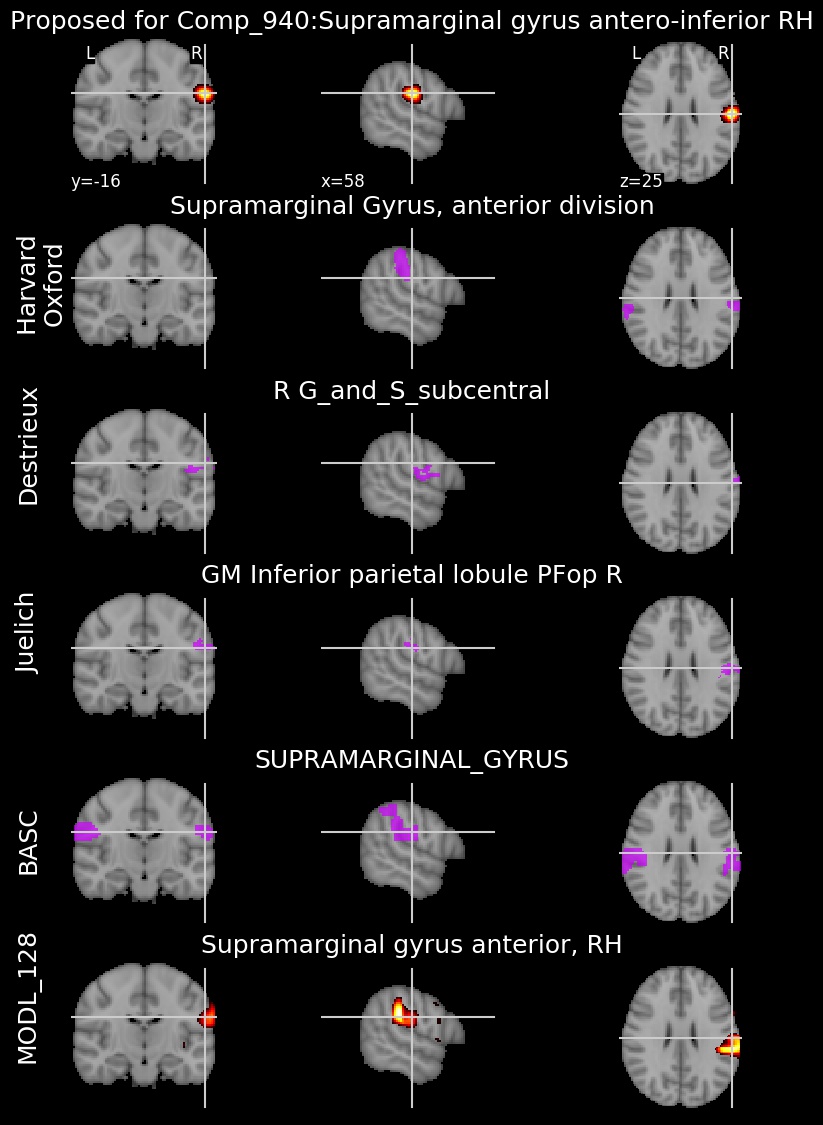 Proposed for Comp_940:Supramarginal gyrus antero-inferior RH
L R L R
y=-16 x=58 z=25
Supramarginal Gyrus, anterior division
Harvard
Oxford
R G_and_S_subcentral
Destrieux
GM Inferior parietal lobule PFop R
Juelich
SUPRAMARGINAL_GYRUS
BASC
Supramarginal gyrus anterior, RH
MODL_128